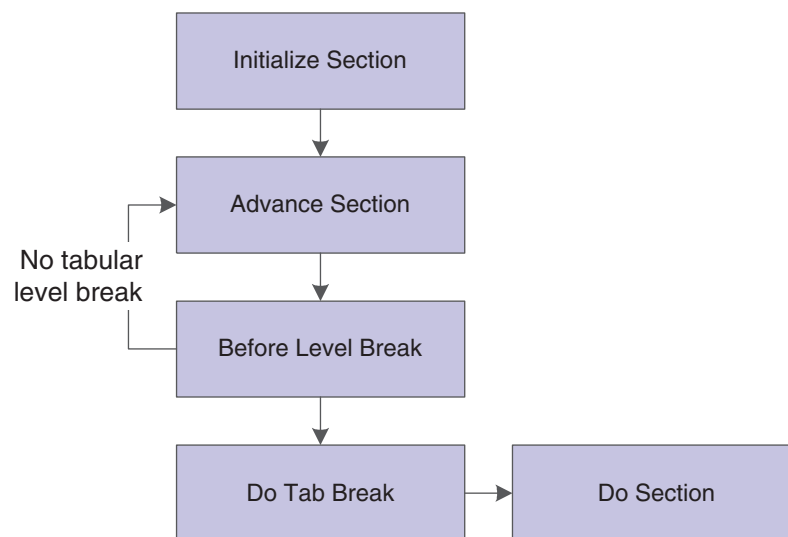 Initialize Section
Advance Section
No tabular
level break
Before Level Break
Do Tab Break
Do Section